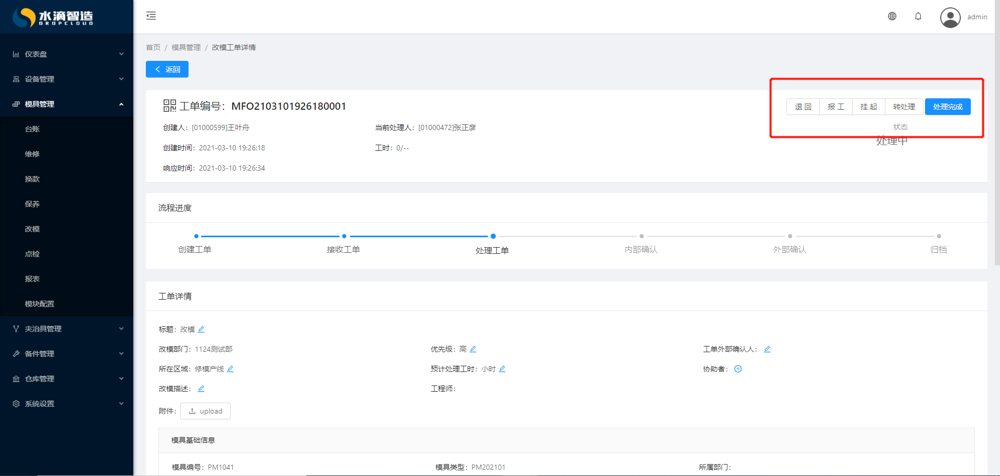 水滴智造
DROPCLOUD
admin
仪表盘
设备管理
模具管理
台账
维修
换款
保养
改模
点检
报表
模块配置
夹治具管理
备件管理
仓库管理
系统设置
首页 / 模具管理 / 改模工单详情
返回
工单编号：MFO2103101926180001
退 回 报 工 挂 起 转处理 处理完成
创建人：[01000599]王叶舟 当前处理人：[01000472]张正彦
状态
处理中
创建时间：2021-03-10 19:26:18 工时：0/--
响应时间：2021-03-10 19:26:34
流程进度
创建工单 接收工单 处理工单 内部确认 外部确认 归档
工单详情
标题：改模
改模部门：1124测试部 优先级：高 工单外部确认人：
所在区域：修模产线 预计处理工时：小时 协助者：
改模描述： 工程师：
附件： upload
模具基础信息
模具编号：PM1041 模具类型：PM202101 所属部门：